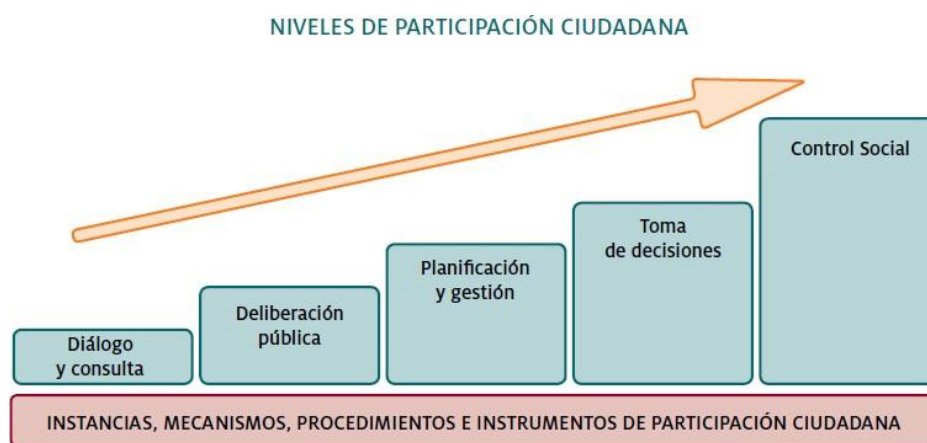 NIVELES DE PARTICIPACIÓN CIUDADANA
Diálogo
y consulta
Deliberación
pública
Planificación
y gestión
Toma
de decisiones
Control Social
INSTANCIAS, MECANISMOS, PROCEDIMIENTOS E INSTRUMENTOS DE PARTICIPACIÓN CIUDADANA